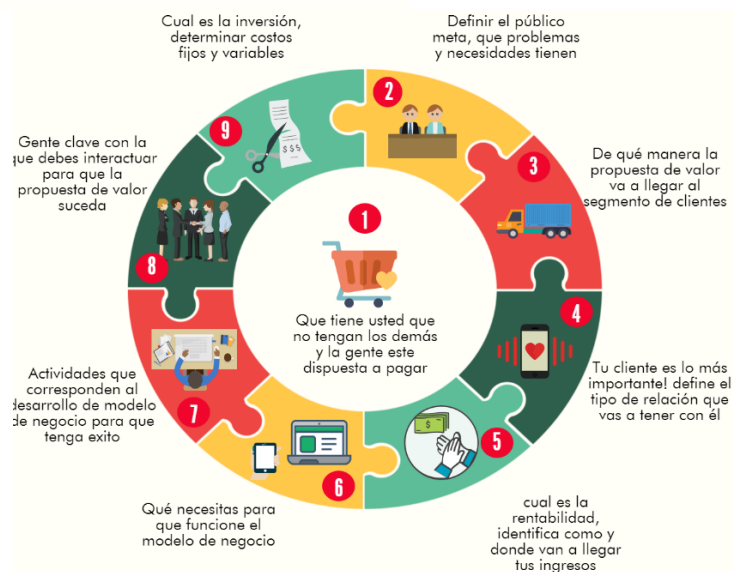 1
Que tiene usted que
no tengan los demás
y la gente este
dispuesta a pagar
2
Definir el público
meta, que problemas
y necesidades tienen
3
De qué manera la
propuesta de valor
va a llegar al
segmento de clientes
4
Tu cliente es lo más
importante! define el
tipo de relación que
vas a tener con él
5
$
cual es la
rentabilidad,
identifica como y
donde van a llegar
tus ingresos
6
Qué necesitas para
que funcione el
modelo de negocio
7
Actividades que
corresponden al
desarrollo de modelo
de negocio para que
tenga exito
8
Gente clave con la
que debes interactuar
para que la
propuesta de valor
suceda
9
$$$
Cual es la inversión,
determinar costos
fijos y variables